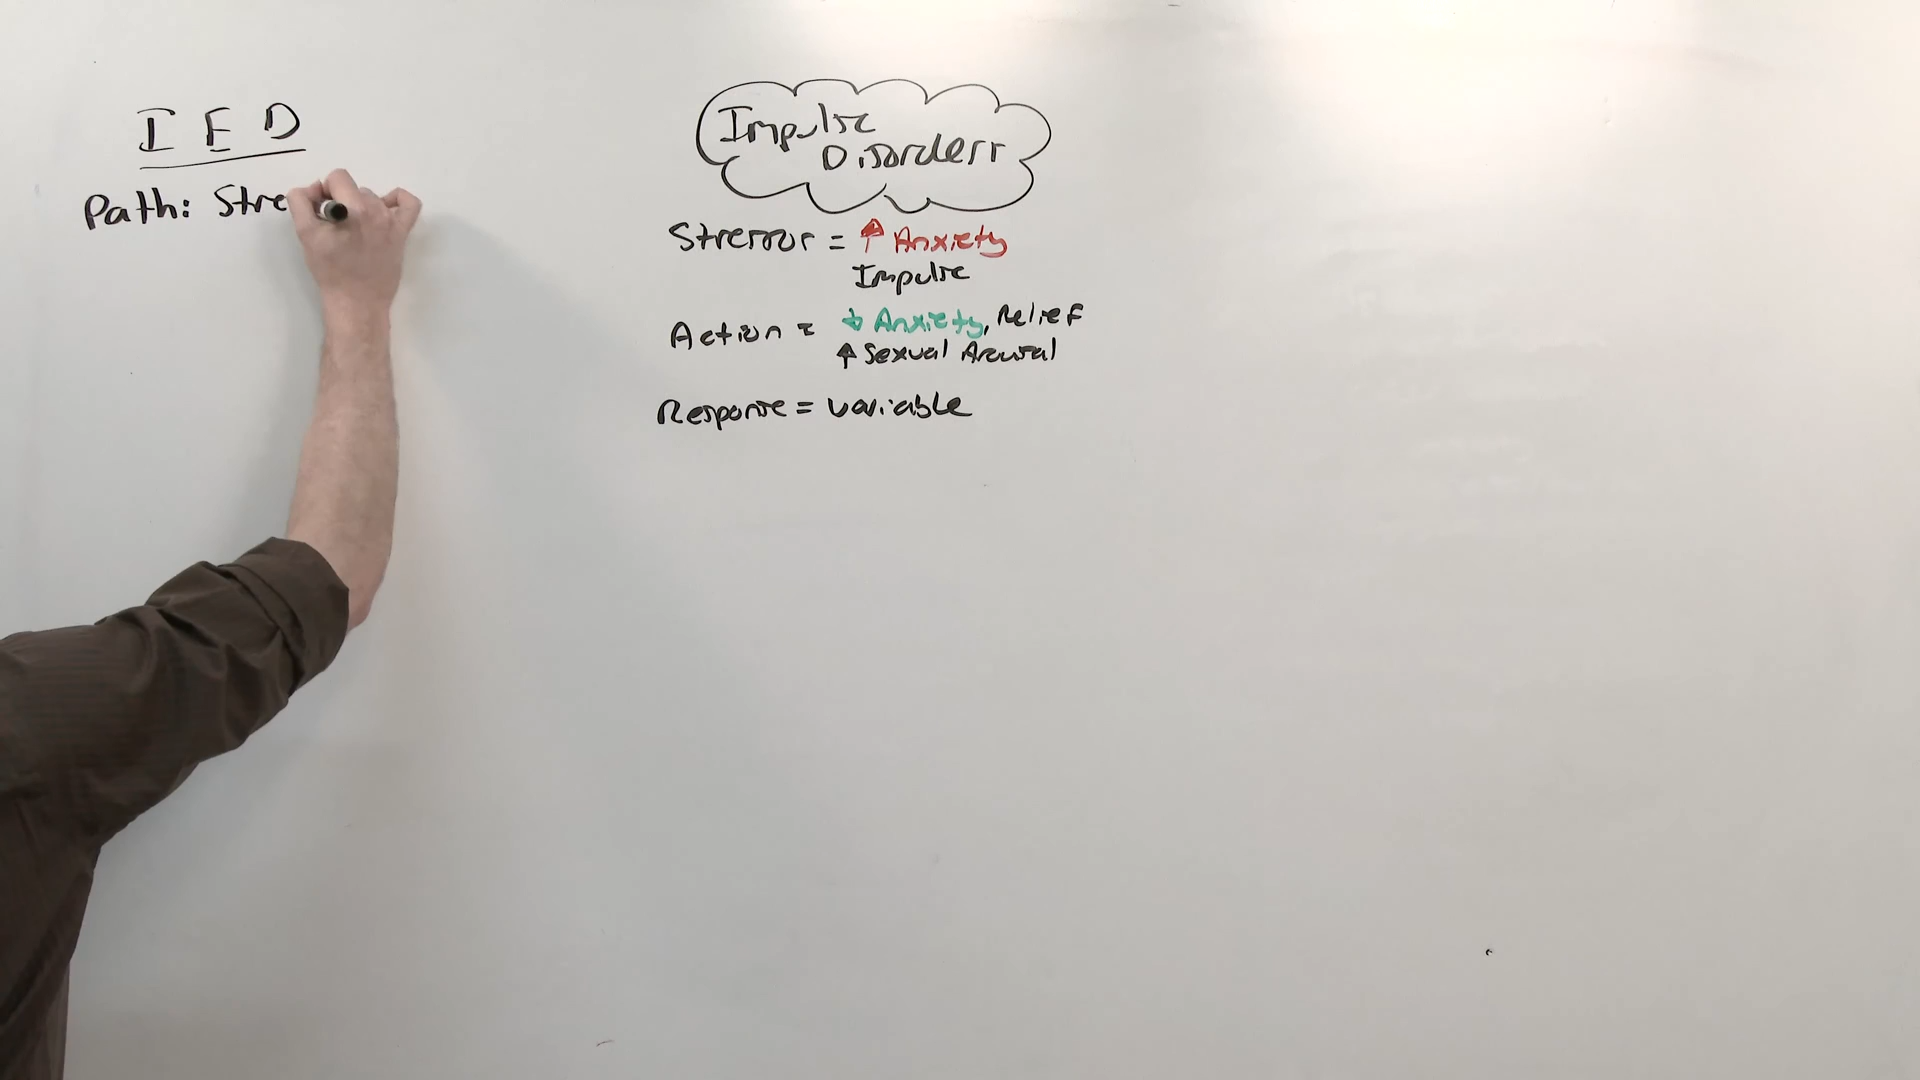 IED
Path: Stre
Impulse
Disorders
Stressor = ↑ Anxiety
Impulse
Action = ↓ Anxiety, Relief
↑ Sexual Arousal
Response = variable